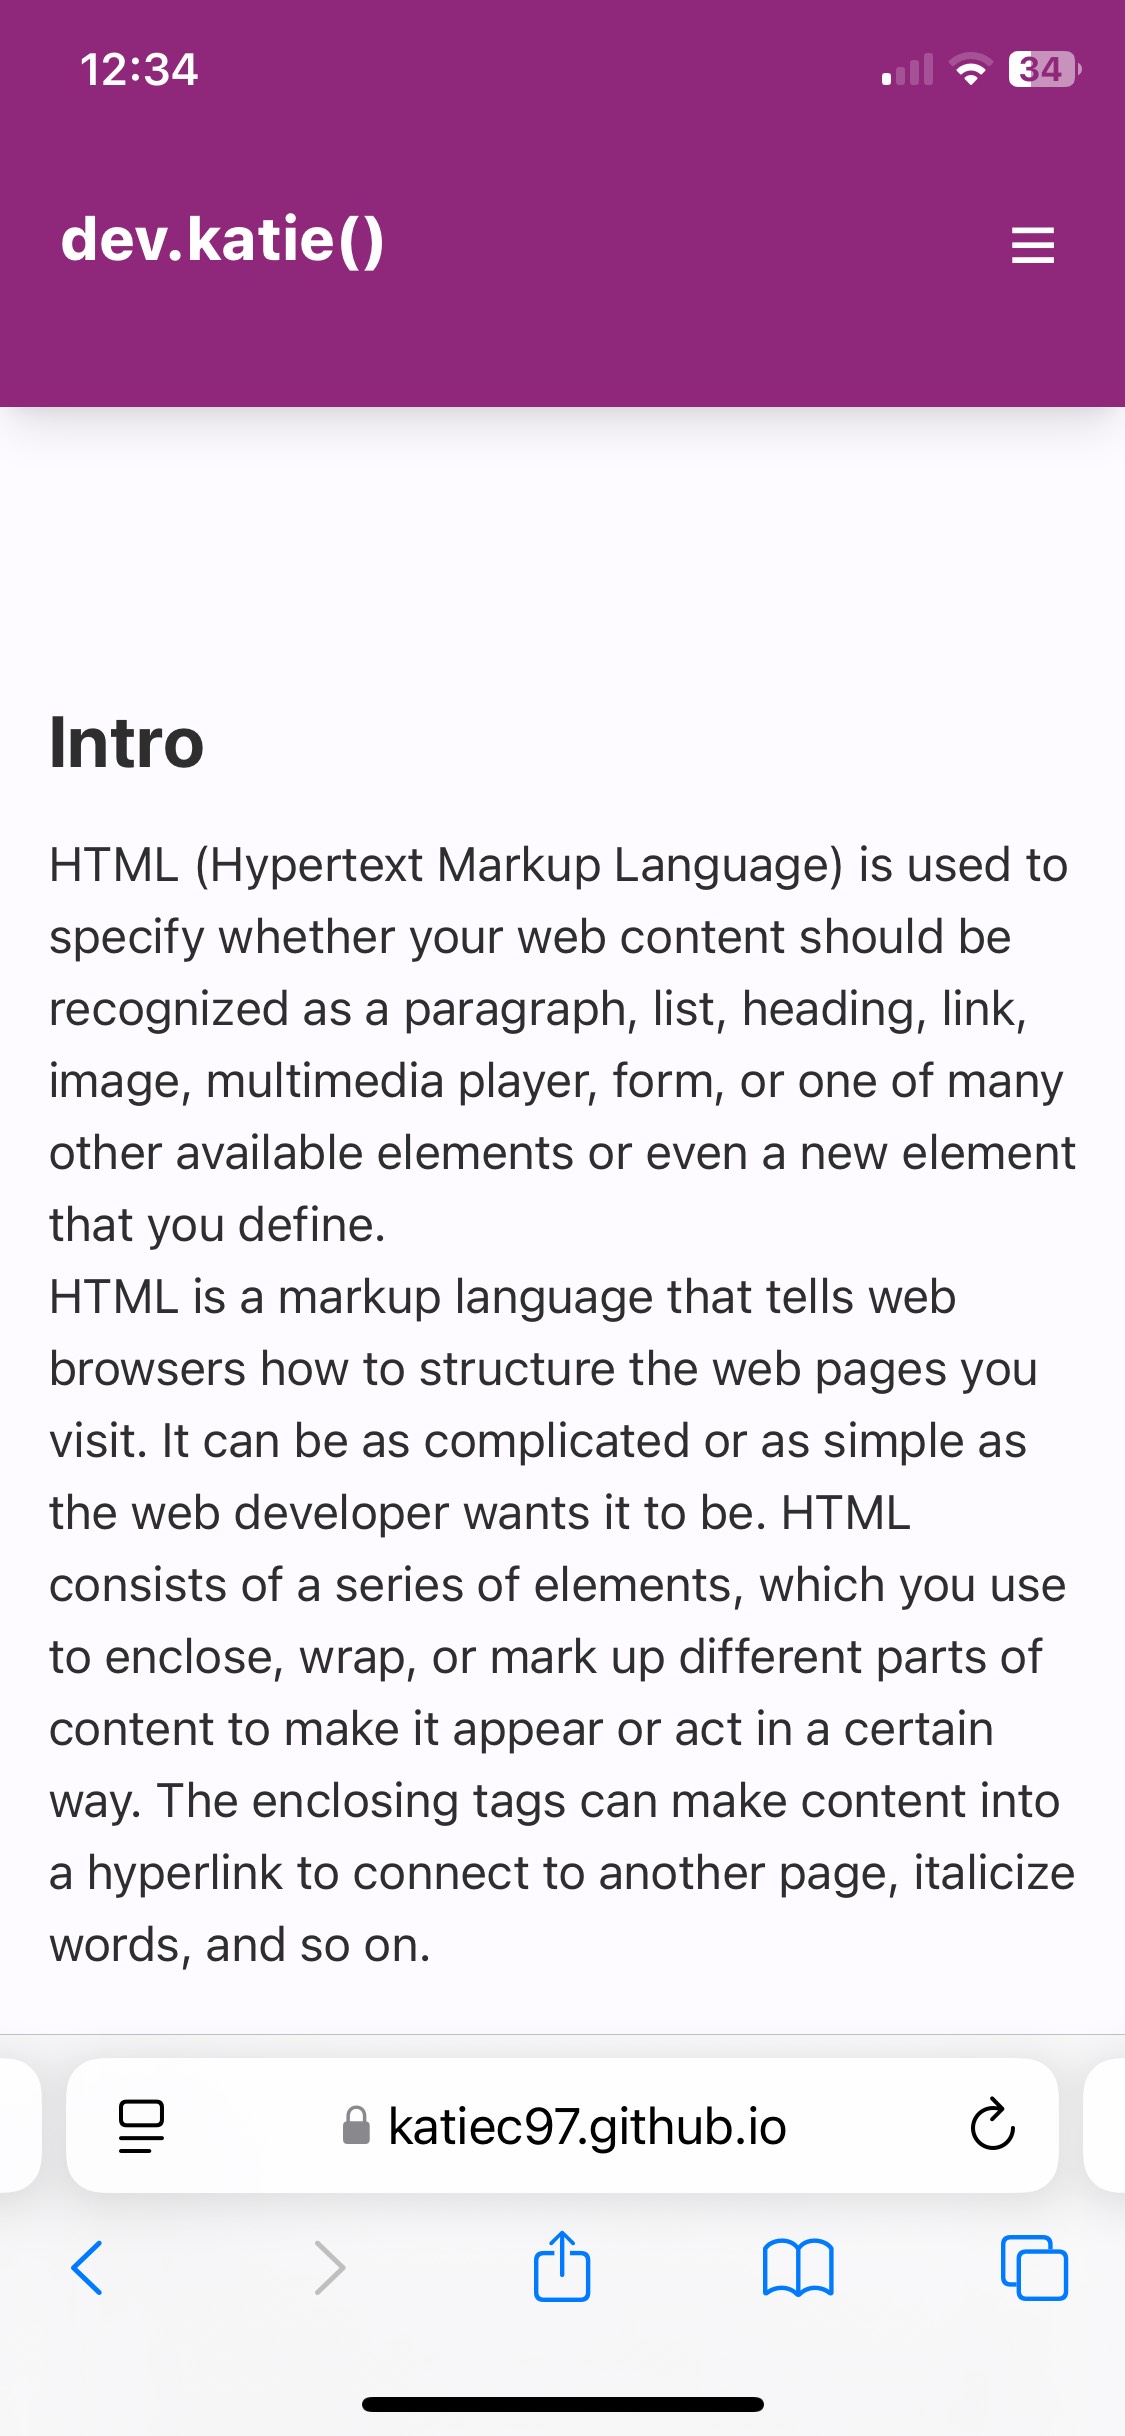 12:34
34
dev.katie()
Intro
HTML (Hypertext Markup Language) is used to
specify whether your web content should be
recognized as a paragraph, list, heading, link,
image, multimedia player, form, or one of many
other available elements or even a new element
that you define.
HTML is a markup language that tells web
browsers how to structure the web pages you
visit. It can be as complicated or as simple as
the web developer wants it to be. HTML
consists of a series of elements, which you use
to enclose, wrap, or mark up different parts of
content to make it appear or act in a certain
way. The enclosing tags can make content into
a hyperlink to connect to another page, italicize
words, and so on.
katiec97.github.io